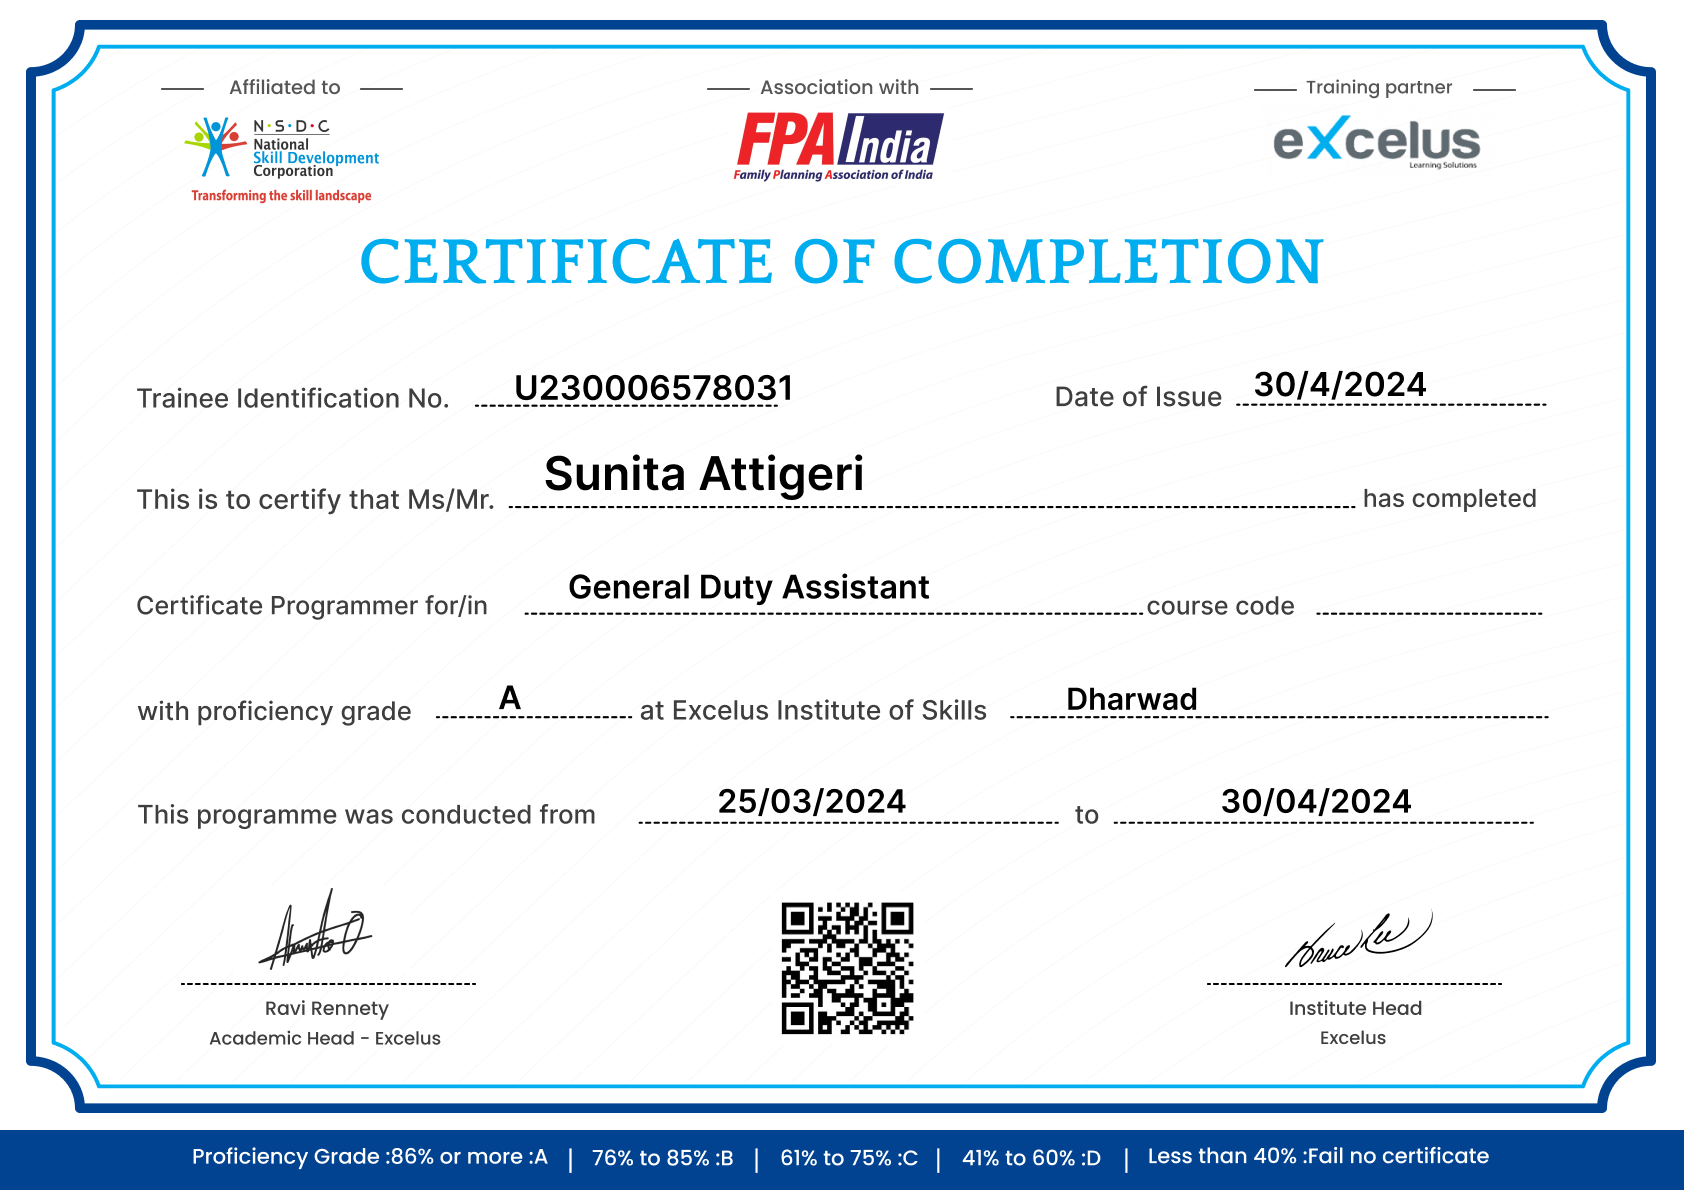 Affiliated to
N·S·D·C
National
Skill Development
Corporation
Transforming the skill landscape
Association with
FPA India
Family Planning Association of India
Training partner
eXcelus
Learning Solutions
CERTIFICATE OF COMPLETION
Trainee Identification No. U230006578031 Date of Issue 30/4/2024
This is to certify that Ms/Mr. Sunita Attigeri has completed
Certificate Programmer for/in General Duty Assistant course code
with proficiency grade A at Excelus Institute of Skills Dharwad
This programme was conducted from 25/03/2024 to 30/04/2024
Bruce Lee
Ravi Rennety
Academic Head - Excelus
Institute Head
Excelus
Proficiency Grade :86% or more :A | 76% to 85% :B | 61% to 75% :C | 41% to 60% :D | Less than 40% :Fail no certificate